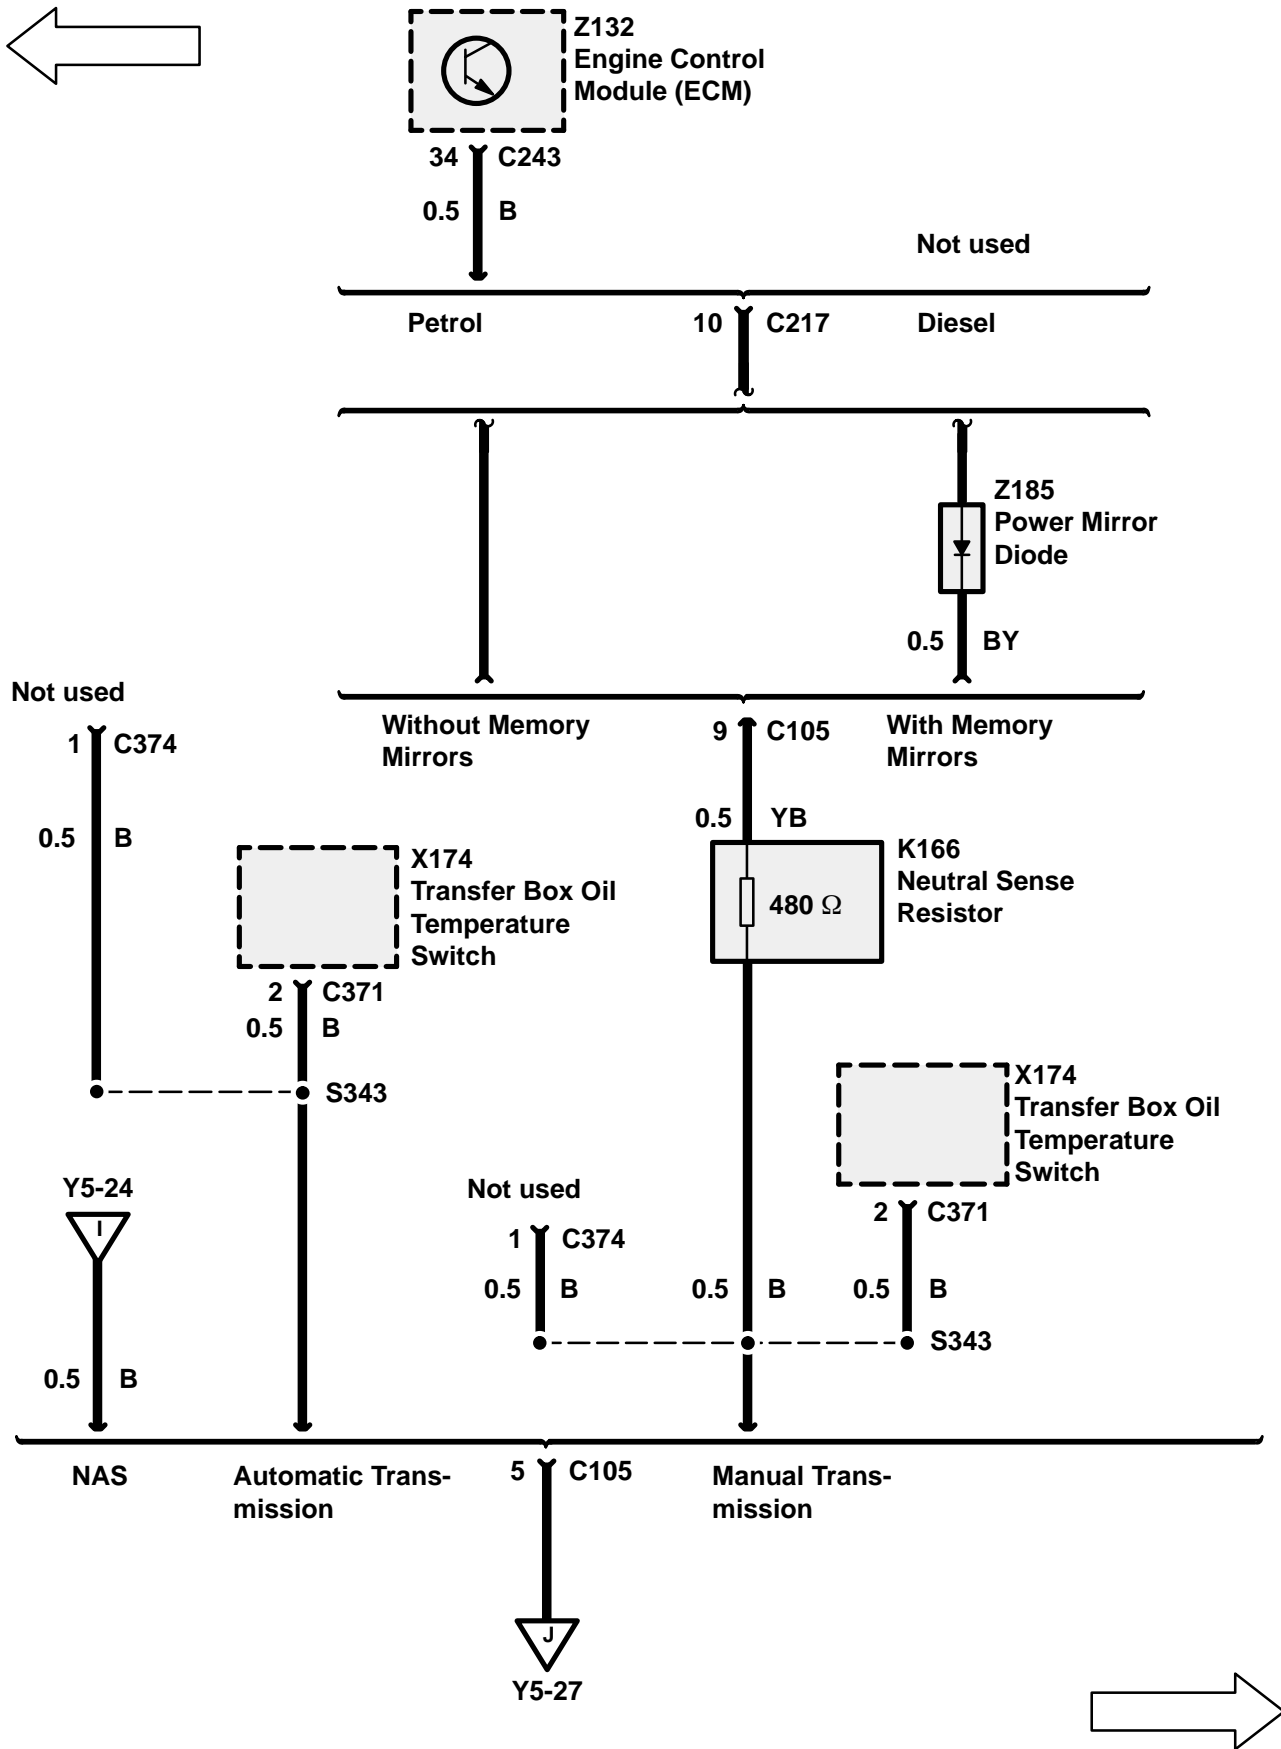 Z132
Engine Control
Module (ECM)
34 C243
0.5 B
Not used
Petrol 10 C217 Diesel
Z185
Power Mirror
Diode
0.5 BY
Not used
1 C374
Without Memory
Mirrors
9 C105
With Memory
Mirrors
0.5 B
0.5 YB
X174
Transfer Box Oil
Temperature
Switch
K166
Neutral Sense
Resistor
480 Ω
2 C371
0.5 B
S343
X174
Transfer Box Oil
Temperature
Switch
Y5-24
I
Not used
2 C371
1 C374
0.5 B
0.5 B
0.5 B
S343
0.5 B
NAS
Automatic Trans-
mission
5 C105
Manual Trans-
mission
J
Y5-27